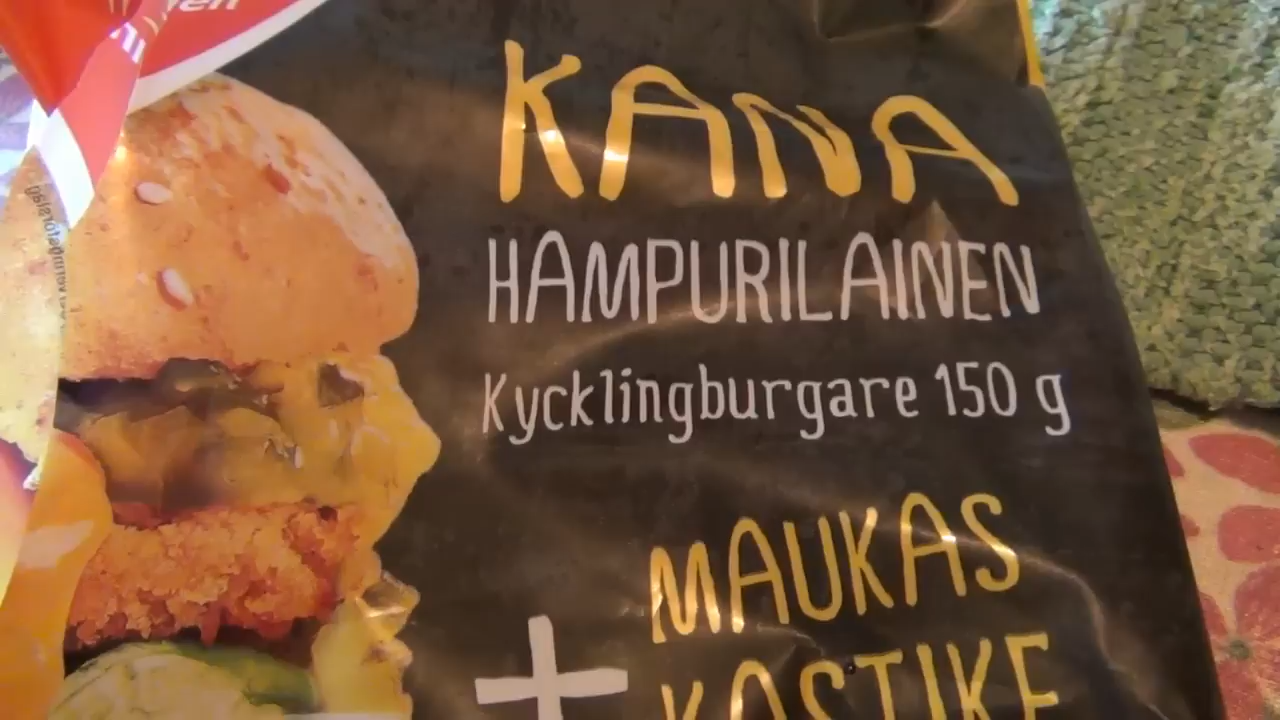 KANA
HAMPURILAINEN
Kycklingburgare 150 g
MAUKAS
+ KASTIKE